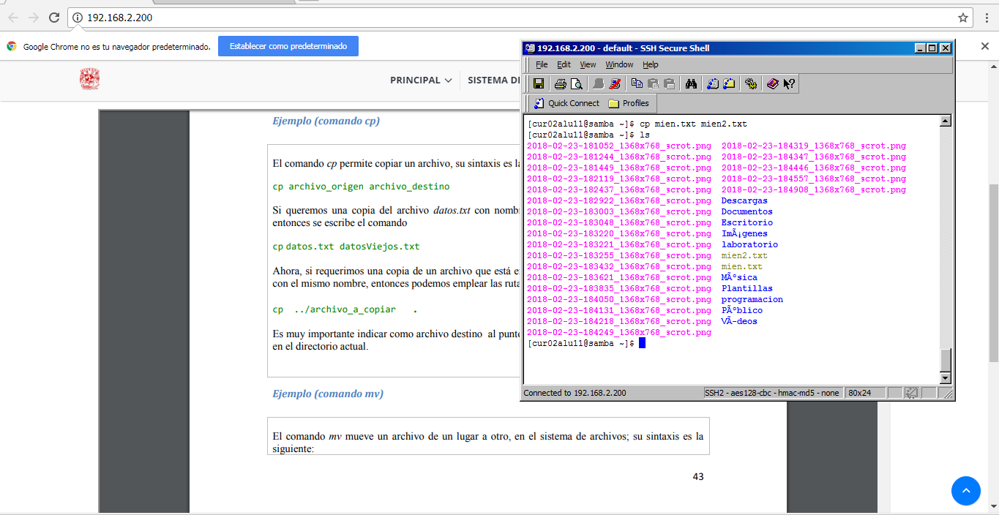 192.168.2.200
Google Chrome no es tu navegador predeterminado.
Establecer como predeterminado
PRINCIPAL
SISTEMA DE
Ejemplo (comando cp)
El comando cp permite copiar un archivo, su sintaxis es la
cp archivo_origen archivo_destino
Si queremos una copia del archivo datos.txt con nombr
entonces se escribe el comando
cp datos.txt datosViejos.txt
Ahora, si requerimos una copia de un archivo que está e
con el mismo nombre, entonces podemos emplear las ruta
cp ../archivo_a_copiar .
Es muy importante indicar como archivo destino al punto
en el directorio actual.
Ejemplo (comando mv)
El comando mv mueve un archivo de un lugar a otro, en el sistema de archivos; su sintaxis es la
siguiente:
43
192.168.2.200 - default - SSH Secure Shell
File Edit View Window Help
Quick Connect Profiles
[cur02alu11@samba ~]$ cp mien.txt mien2.txt
[cur02alu11@samba ~]$ ls
2018-02-23-181052_1368x768_scrot.png 2018-02-23-184319_1368x768_scrot.png
2018-02-23-181244_1368x768_scrot.png 2018-02-23-184347_1368x768_scrot.png
2018-02-23-181449_1368x768_scrot.png 2018-02-23-184446_1368x768_scrot.png
2018-02-23-182119_1368x768_scrot.png 2018-02-23-184557_1368x768_scrot.png
2018-02-23-182437_1368x768_scrot.png 2018-02-23-184908_1368x768_scrot.png
2018-02-23-182922_1368x768_scrot.png Descargas
2018-02-23-183003_1368x768_scrot.png Documentos
2018-02-23-183048_1368x768_scrot.png Escritorio
2018-02-23-183220_1368x768_scrot.png ImÃ¡genes
2018-02-23-183221_1368x768_scrot.png laboratorio
2018-02-23-183255_1368x768_scrot.png mien2.txt
2018-02-23-183432_1368x768_scrot.png mien.txt
2018-02-23-183621_1368x768_scrot.png MÃºsica
2018-02-23-183835_1368x768_scrot.png Plantillas
2018-02-23-184050_1368x768_scrot.png programacion
2018-02-23-184131_1368x768_scrot.png PÃºblico
2018-02-23-184218_1368x768_scrot.png VÃ-deos
2018-02-23-184249_1368x768_scrot.png
[cur02alu11@samba ~]$
Connected to 192.168.2.200
SSH2 - aes128-cbc - hmac-md5 - none
80x24